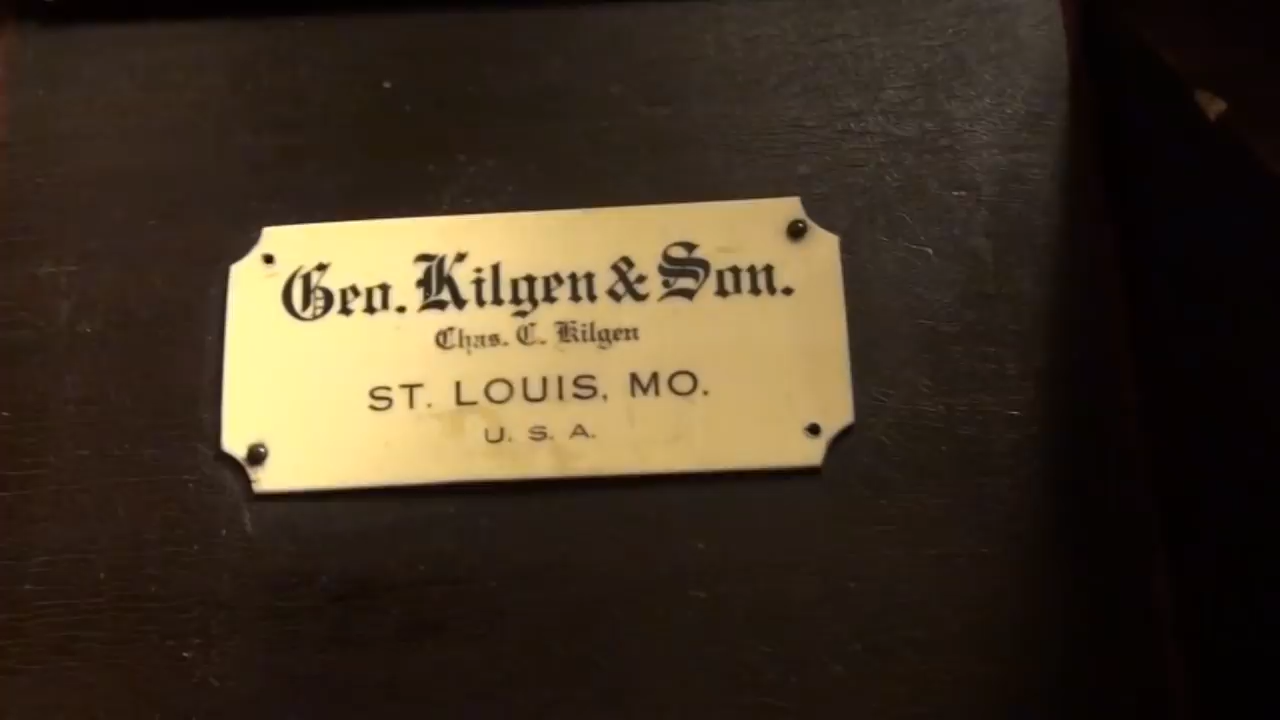 Geo. Kilgen & Son.
Chas. C. Kilgen
ST. LOUIS, MO.
U. S. A.